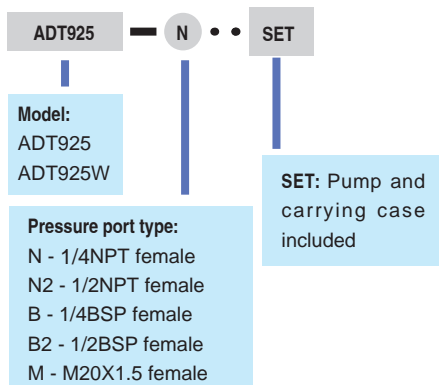 ADT925 — N • • SET
Model:
ADT925
ADT925W
SET: Pump and
carrying case
included
Pressure port type:
N - 1/4NPT female
N2 - 1/2NPT female
B - 1/4BSP female
B2 - 1/2BSP female
M - M20X1.5 female